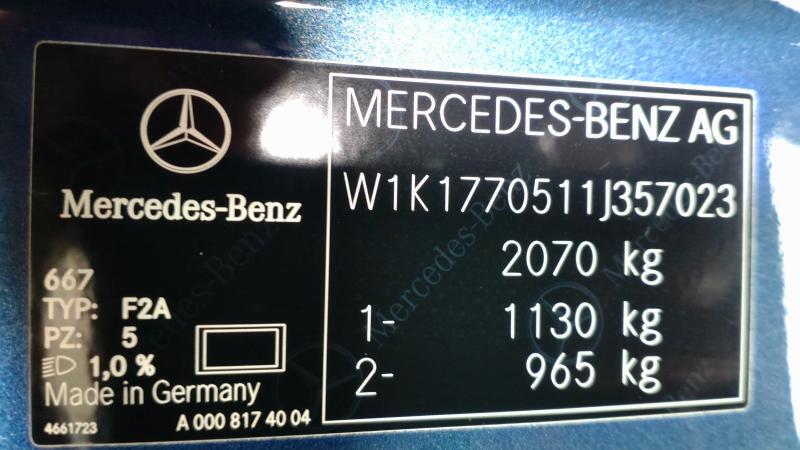 Mercedes-Benz
667
TYP: F2A
PZ: 5
1,0 %
Made in Germany
4661723
A 000 817 40 04
MERCEDES-BENZ AG
W1K1770511J357023
2070 kg
1- 1130 kg
2- 965 kg